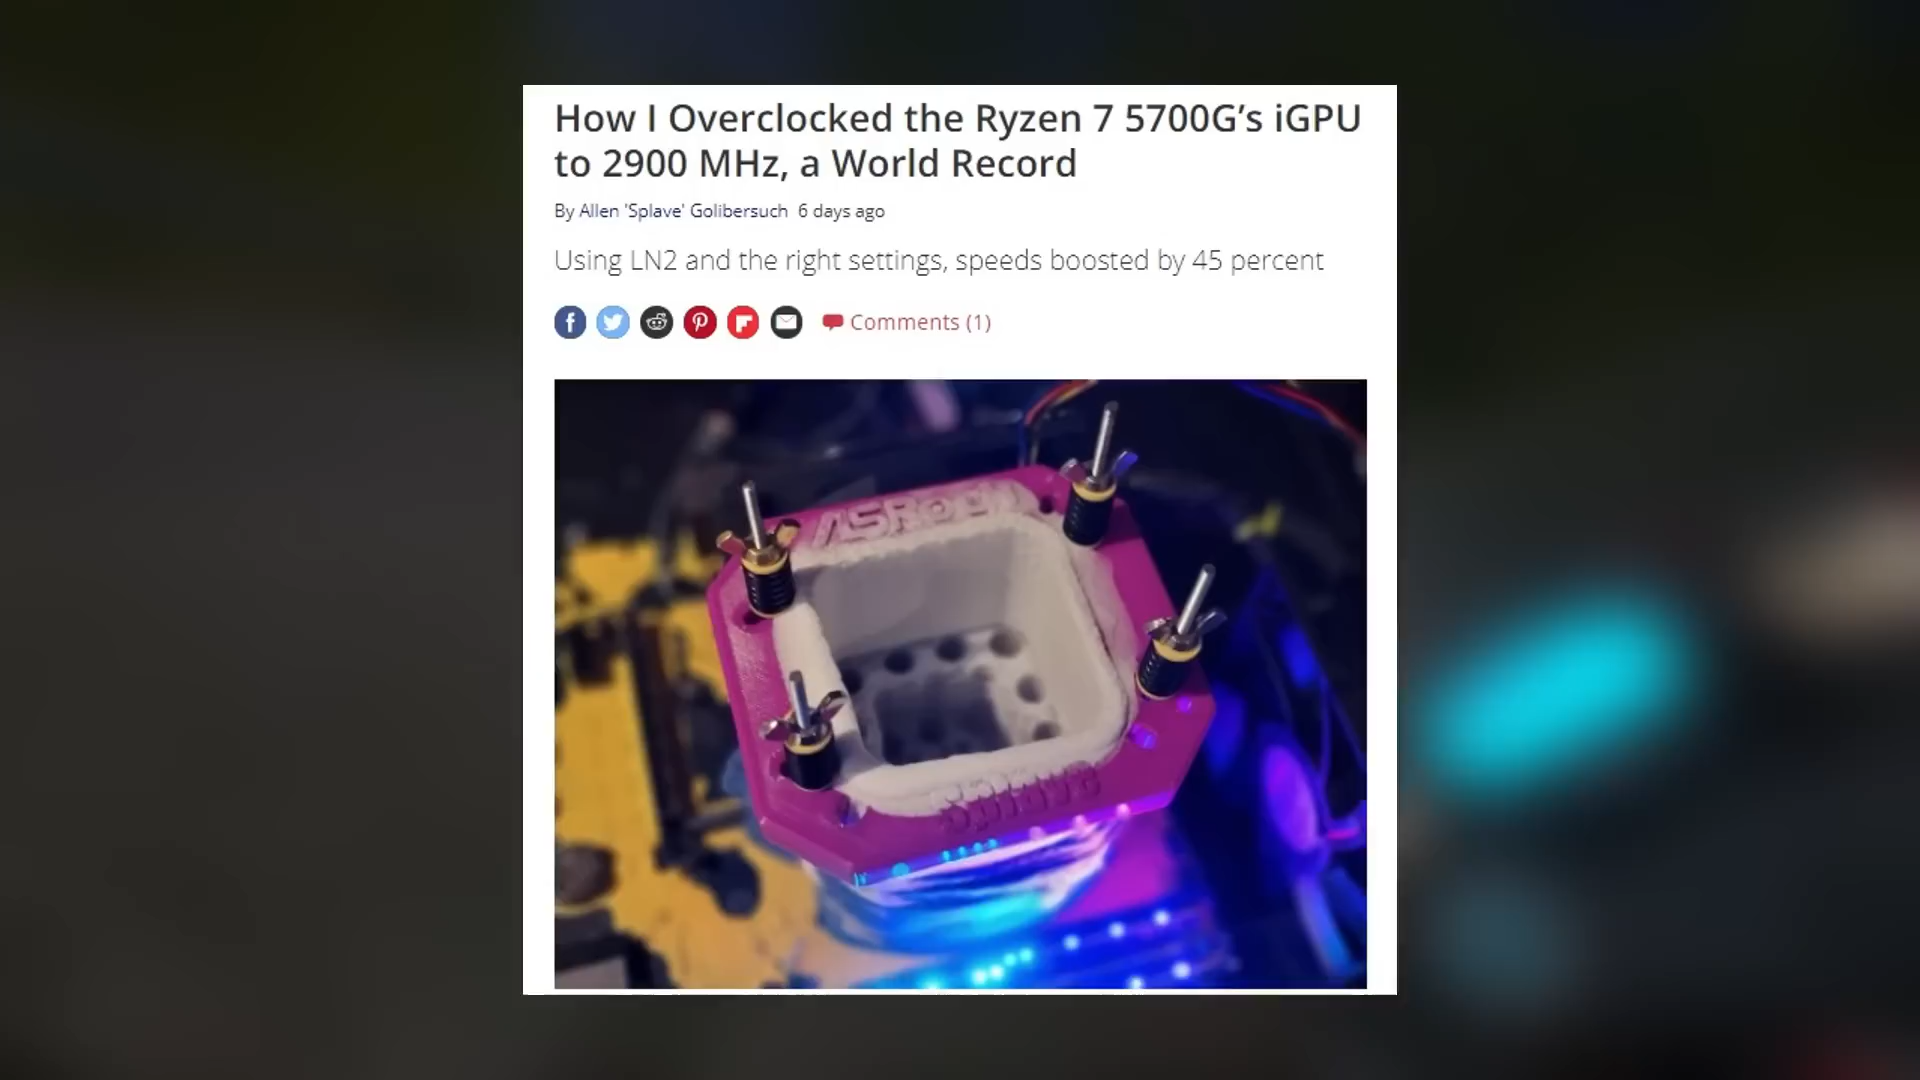 How I Overclocked the Ryzen 7 5700G’s iGPU
to 2900 MHz, a World Record
By Allen 'Splave' Golibersuch 6 days ago
Using LN2 and the right settings, speeds boosted by 45 percent
Comments (1)
ASRock
Splave